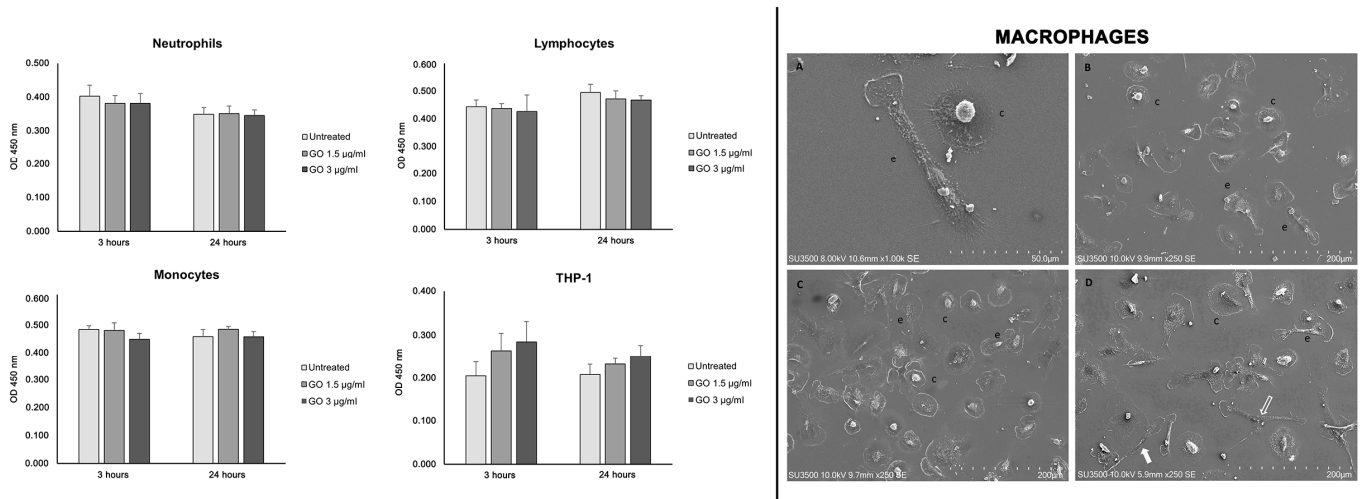 Neutrophils
0.500
0.400
0.300
0.200
0.100
0.000
OD 450 nm
3 hours
24 hours
Untreated
GO 1.5 µg/ml
GO 3 µg/ml
Lymphocytes
0.600
0.500
0.400
0.300
0.200
0.100
0.000
OD 450 nm
3 hours
24 hours
Untreated
GO 1.5 µg/ml
GO 3 µg/ml
Monocytes
0.600
0.500
0.400
0.300
0.200
0.100
0.000
OD 450 nm
3 hours
24 hours
Untreated
GO 1.5 µg/ml
GO 3 µg/ml
THP-1
0.400
0.300
0.200
0.100
0.000
OD 450 nm
3 hours
24 hours
Untreated
GO 1.5 µg/ml
GO 3 µg/ml
MACROPHAGES
A
c
e
SU3500 8.00kV 10.6mm x1.00k SE
50.0µm
B
c
c
e
e
SU3500 10.0kV 9.9mm x250 SE
200µm
C
e
c
e
c
SU3500 10.0kV 9.7mm x250 SE
200µm
D
c
e
SU3500 10.0kV 5.9mm x250 SE
200µm